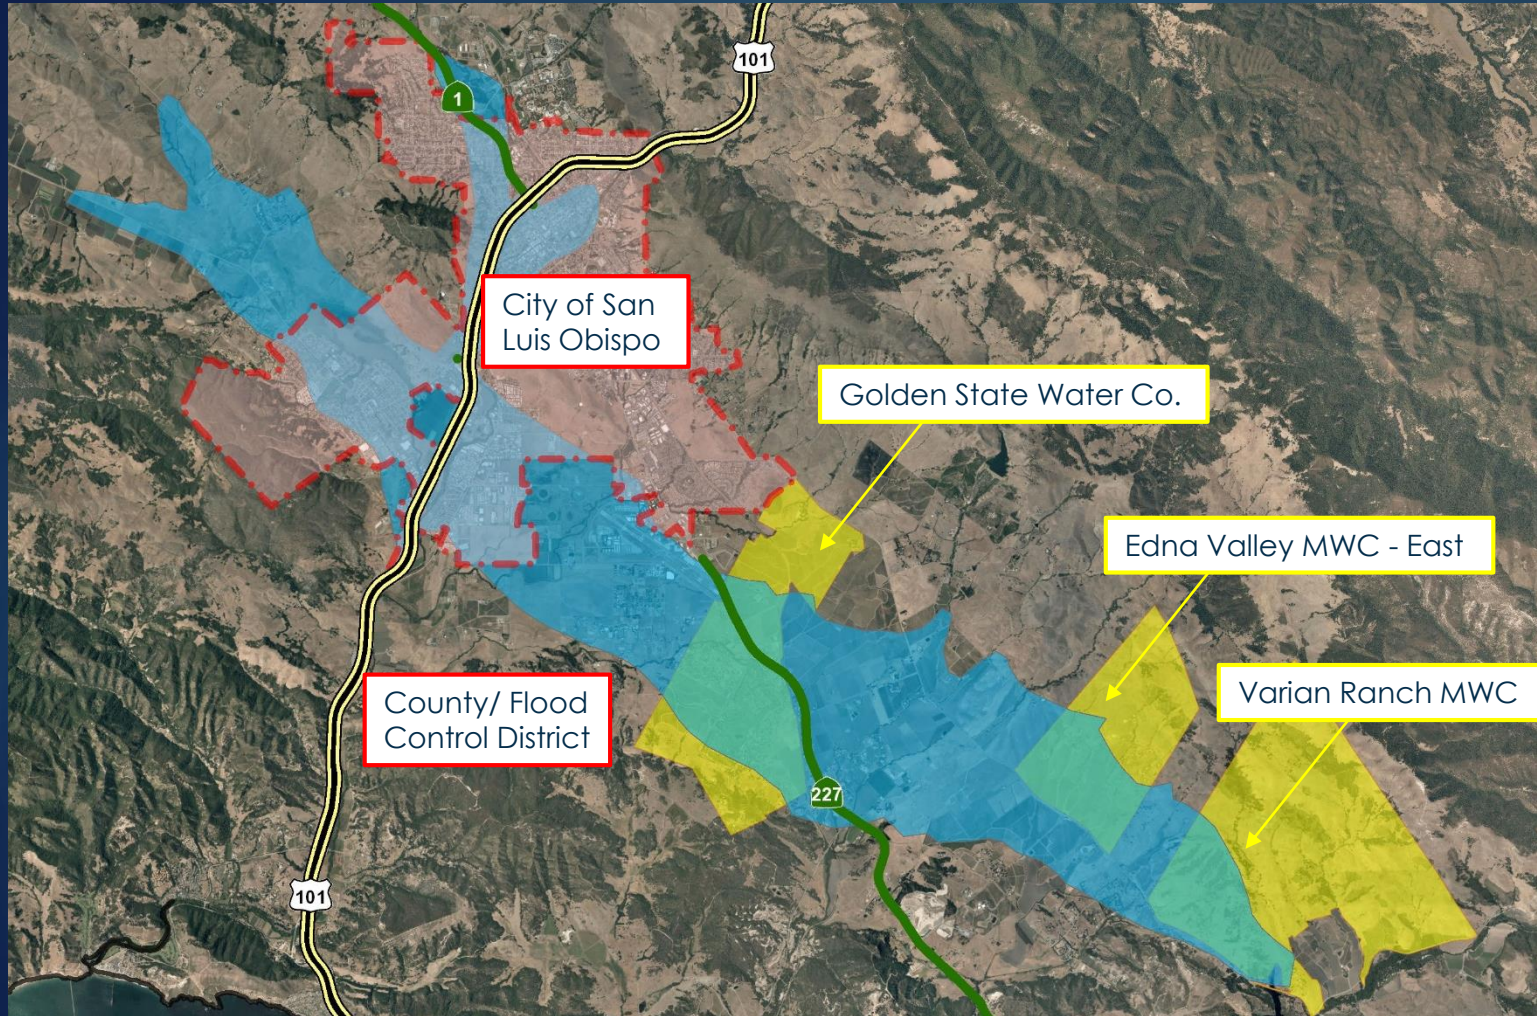 101
1
City of San
Luis Obispo
Golden State Water Co.
Edna Valley MWC - East
Varian Ranch MWC
County/ Flood
Control District
227
101